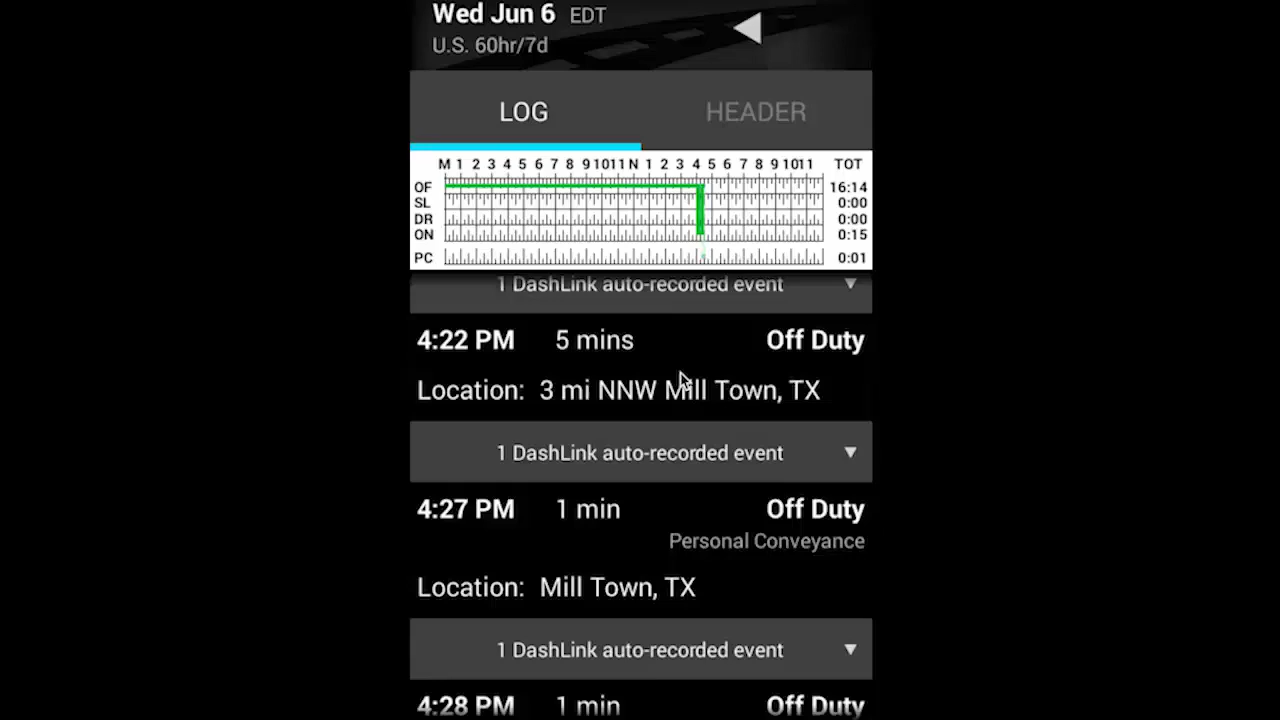 Wed Jun 6 EDT
U.S. 60hr/7d
LOG HEADER
M 1 2 3 4 5 6 7 8 9 10 11 N 1 2 3 4 5 6 7 8 9 10 11 TOT
OF 16:14
SL 0:00
DR 0:00
ON 0:15
PC 0:01
1 DashLink auto-recorded event
4:22 PM 5 mins Off Duty
Location: 3 mi NNW Mill Town, TX
1 DashLink auto-recorded event
4:27 PM 1 min Off Duty
Personal Conveyance
Location: Mill Town, TX
1 DashLink auto-recorded event
4:28 PM 1 min Off Duty